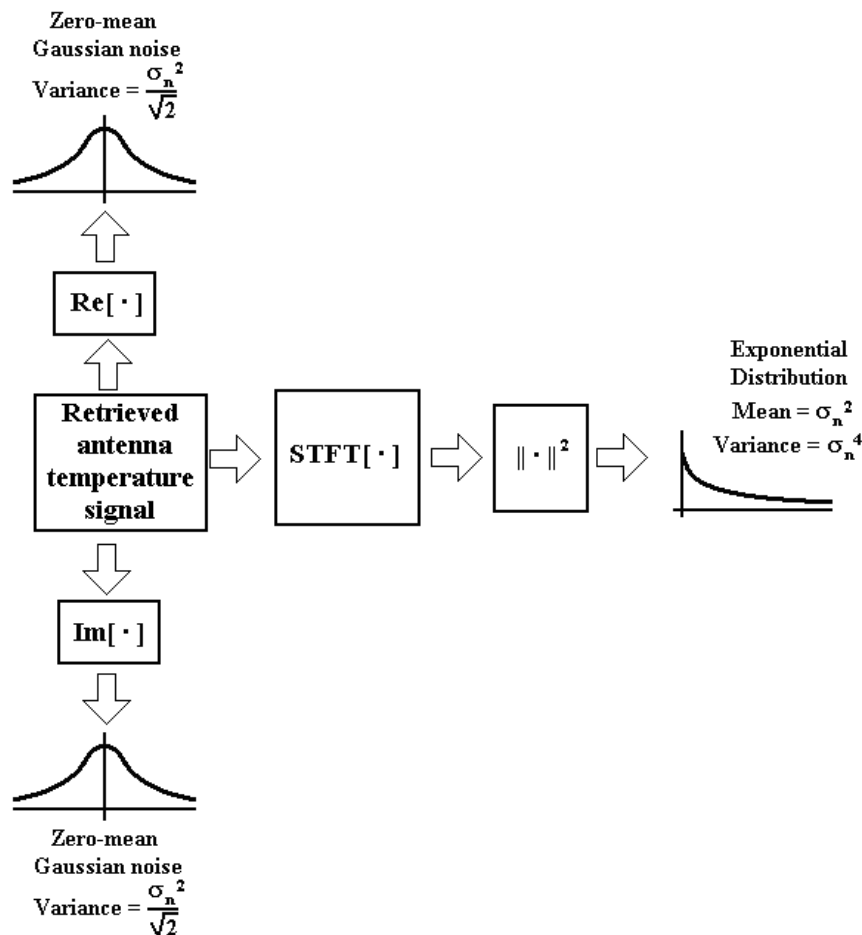 Zero-mean
Gaussian noise
Variance = σₙ²/√2
Re[ · ]
Retrieved
antenna
temperature
signal
STFT[ · ]
‖ · ‖²
Exponential
Distribution
Mean = σₙ²
Variance = σₙ⁴
Im[ · ]
Zero-mean
Gaussian noise
Variance = σₙ²/√2